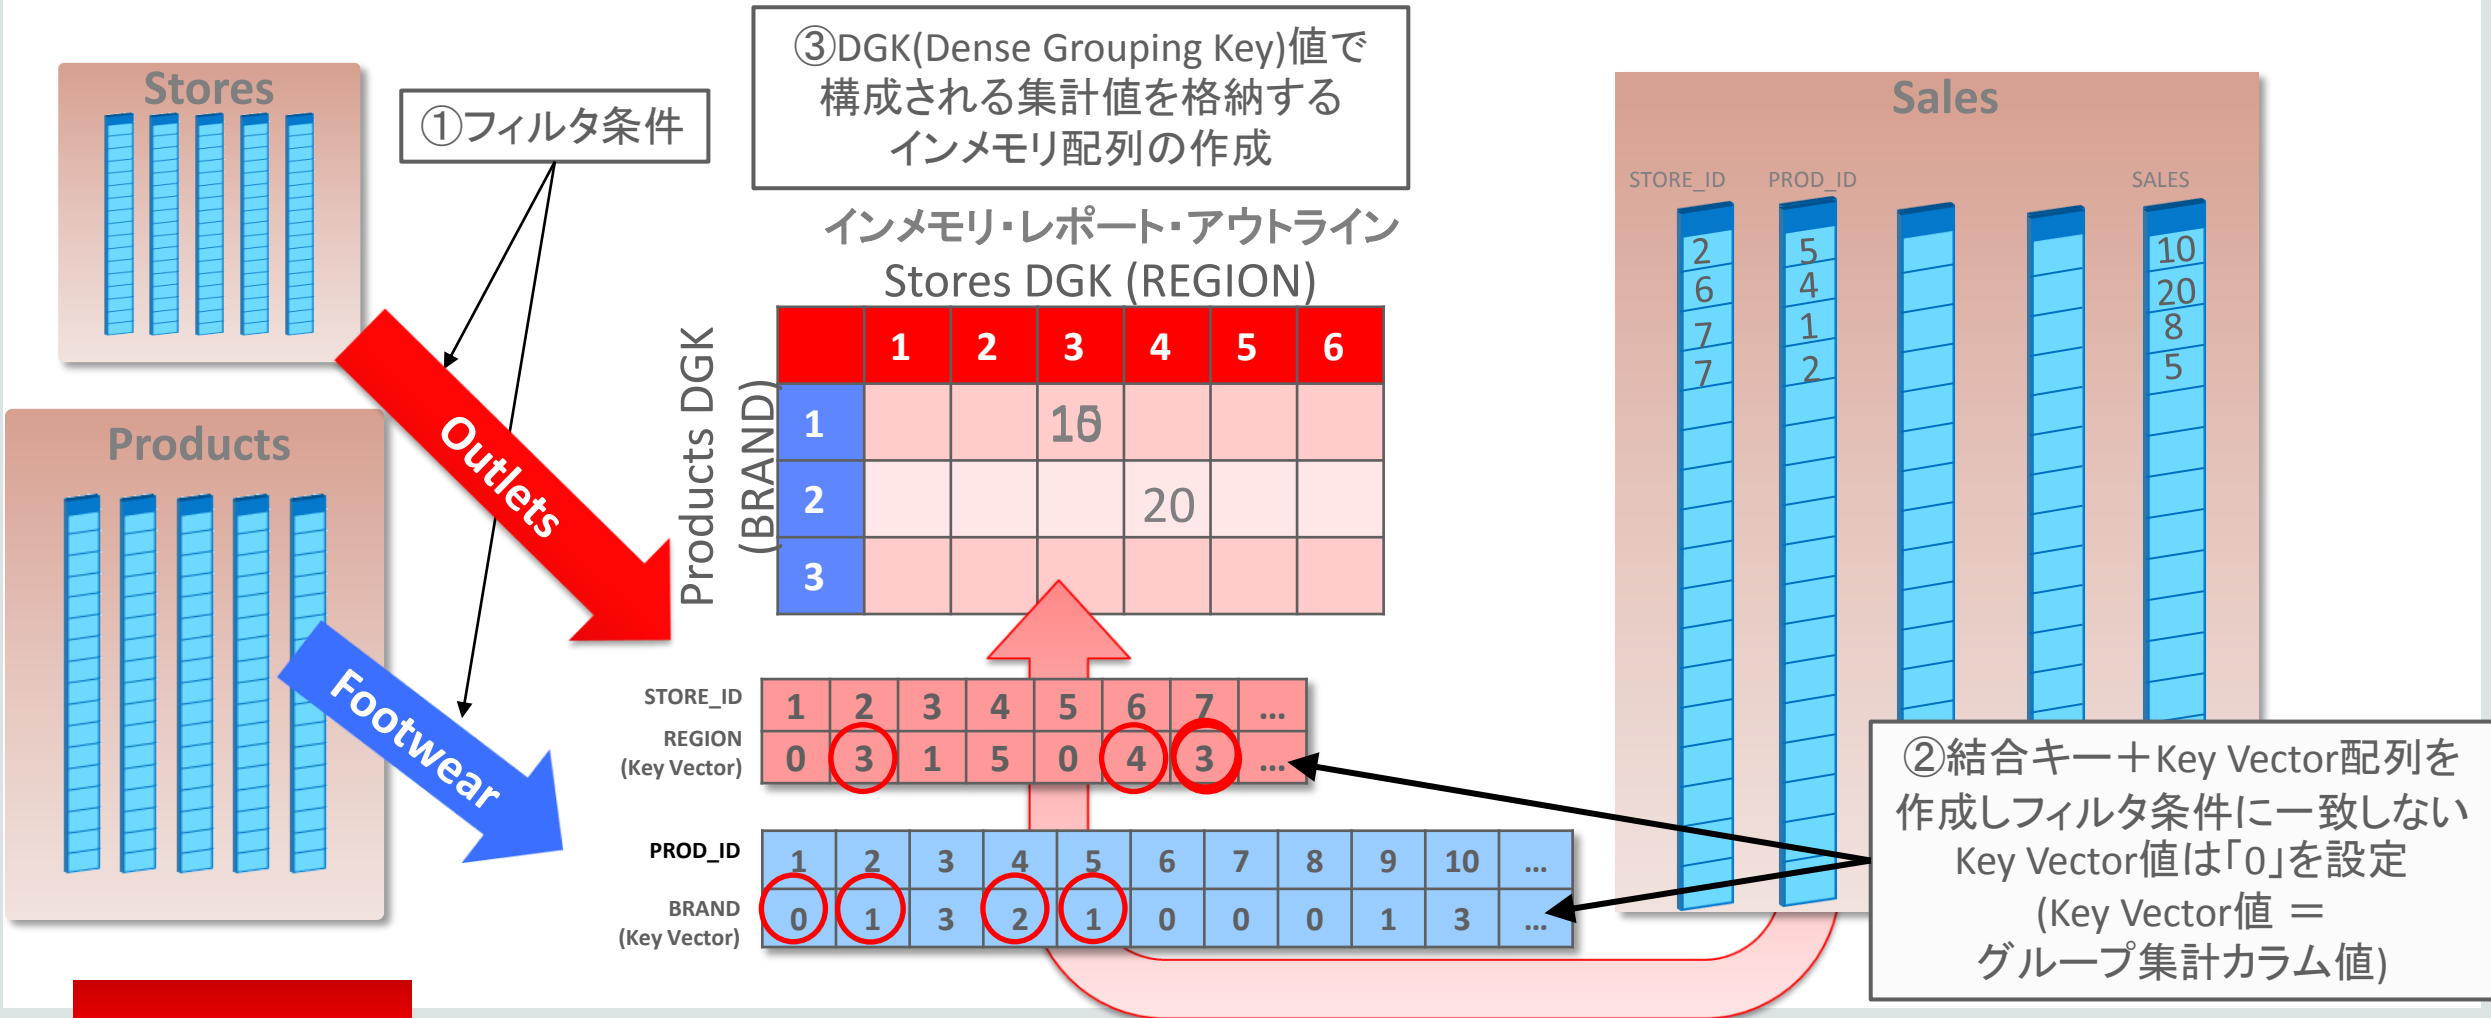 ③DGK(Dense Grouping Key)値で
構成される集計値を格納する
インメモリ配列の作成
Stores
①フィルタ条件
Sales
STORE_ID PROD_ID SALES
2 5 10
6 4 20
7 1 8
7 2 5
インメモリ・レポート・アウトライン
Stores DGK (REGION)
Products DGK
(BRAND)
1 2 3 4 5 6
1
2 20
3
Outlets
Products
Footwear
STORE_ID 1 2 3 4 5 6 7 ...
REGION
(Key Vector) 0 3 1 5 0 4 3 ...
PROD_ID 1 2 3 4 5 6 7 8 9 10 ...
BRAND
(Key Vector) 0 1 3 2 1 0 0 0 1 3 ...
②結合キー＋Key Vector配列を
作成しフィルタ条件に一致しない
Key Vector値は「0」を設定
(Key Vector値 ＝
グループ集計カラム値)